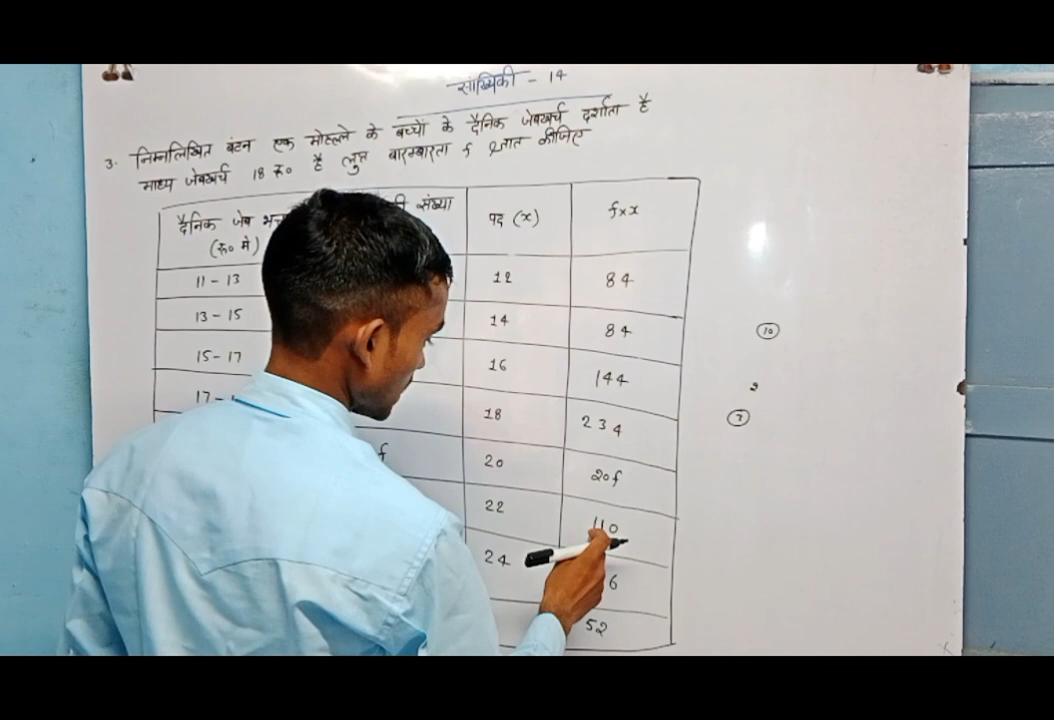 सांख्यिकी - 14
3. निम्नलिखित बंटन एक मोहल्ले के बच्चों के दैनिक जेबखर्च दर्शाता है
माध्य जेबखर्च 18 रू० है लुप्त बारम्बारता f ज्ञात कीजिए
दैनिक जेब संख्या पद (x) f×x
(रू० मे)
11 - 13 12 84
13 - 15 14 84
15 - 17 16 144
17 - 18 234
f 20 20f
22 110
24 6
52
10
2
7